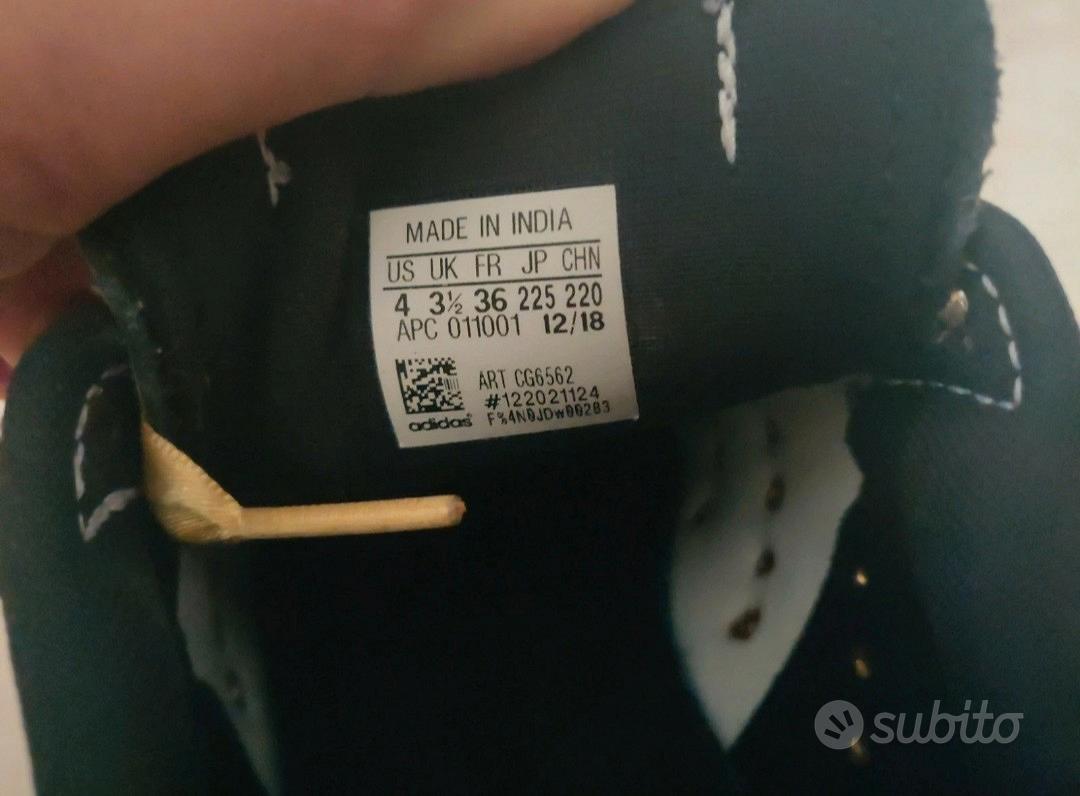 MADE IN INDIA
US UK FR JP CHN
4 3½ 36 225 220
APC 011001 12/18
ART CG6562
#122021124
adidas F%4N0JDw00283
subito